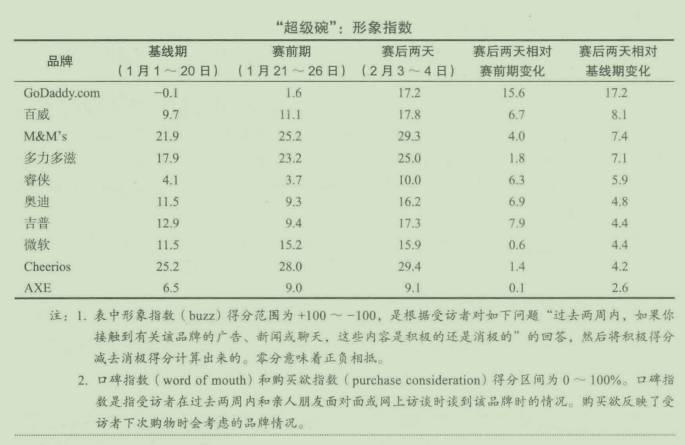 “超级碗”：形象指数
品牌 基线期（1月1～20日） 赛前期（1月21～26日） 赛后两天（2月3～4日） 赛后两天相对赛前期变化 赛后两天相对基线期变化
GoDaddy.com −0.1 1.6 17.2 15.6 17.2
百威 9.7 11.1 17.8 6.7 8.1
M&M's 21.9 25.2 29.3 4.0 7.4
多力多滋 17.9 23.2 25.0 1.8 7.1
睿侠 4.1 3.7 10.0 6.3 5.9
奥迪 11.5 9.3 16.2 6.9 4.8
吉普 12.9 9.4 17.3 7.9 4.4
微软 11.5 15.2 15.9 0.6 4.4
Cheerios 25.2 28.0 29.4 1.4 4.2
AXE 6.5 9.0 9.1 0.1 2.6
注：1. 表中形象指数（buzz）得分范围为 +100 ～ −100，是根据受访者对如下问题“过去两周内，如果你
接触到有关该品牌的广告、新闻或聊天，这些内容是积极的还是消极的”的回答，然后将积极得分
减去消极得分计算出来的。零分意味着正负相抵。
2. 口碑指数（word of mouth）和购买欲指数（purchase consideration）得分区间为 0 ～ 100%。口碑指
数是指受访者在过去两周内和亲人朋友面对面或网上访谈时谈到该品牌时的情况。购买欲反映了受
访者下次购物时会考虑的品牌情况。